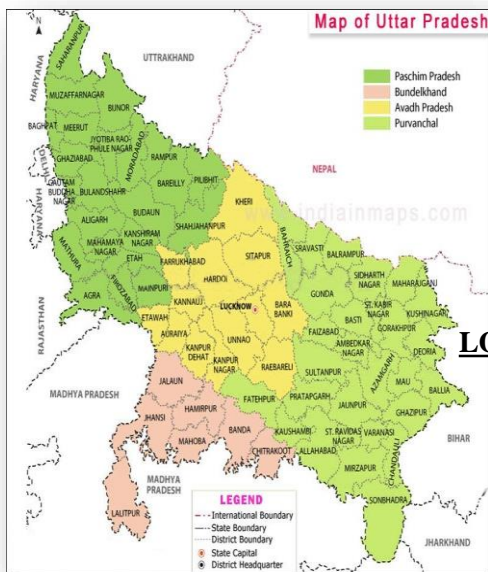 Map of Uttar Pradesh
Paschim Pradesh
Bundelkhand
Avadh Pradesh
Purvanchal
UTTRAKHAND
HARYANA
DELHI
HARYANA
RAJASTHAN
MADHYA PRADESH
MADHYA
PRADESH
NEPAL
BIHAR
JHARKHAND
SAHARANPUR
MUZAFFARNAGAR
BIJNOR
BAGHPAT
MEERUT
JYOTIBA RAO-
PHULE NAGAR
MORADABAD
RAMPUR
GHAZIABAD
GAUTAM
BUDDHA
NAGAR
BULANDSHAHR
BAREILLY
PILIBHIT
BUDAUN
ALIGARH
KANSHIRAM
NAGAR
SHAHJAHANPUR
MATHURA
MAHAMAYA
NAGAR
ETAH
FIROZABAD
MAINPURI
AGRA
KHERI
www.indiainmaps.com
SITAPUR
BAHRAICH
SRAVASTI
BALRAMPUR
FARRUKHABAD
HARDOI
KANNAUJ
LUCKNOW
BARA
BANKI
GONDA
SIDHARTH
NAGAR
MAHARAJGANJ
ETAWAH
AURAIYA
KANPUR
DEHAT
KANPUR
NAGAR
UNNAO
RAEBARELI
FAIZABAD
BASTI
ST. KABIR
NAGAR
GORAKHPUR
KUSHINAGAR
AMBEDKAR
NAGAR
DEORIA
LO
SULTANPUR
AZAMGARH
MAU
BALLIA
FATEHPUR
PRATAPGARH
JAUNPUR
GHAZIPUR
JALAUN
JHANSI
HAMIRPUR
MAHOBA
BANDA
CHITRAKOOT
KAUSHAMBI
ALLAHABAD
ST. RAVIDAS
NAGAR
VARANASI
CHANDAULI
MIRZAPUR
SONBHADRA
LALITPUR
LEGEND
International Boundary
State Boundary
District Boundary
State Capital
District Headquarter